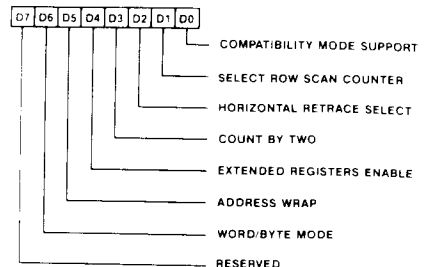 D7 D6 D5 D4 D3 D2 D1 D0
COMPATIBILITY MODE SUPPORT
SELECT ROW SCAN COUNTER
HORIZONTAL RETRACE SELECT
COUNT BY TWO
EXTENDED REGISTERS ENABLE
ADDRESS WRAP
WORD/BYTE MODE
RESERVED